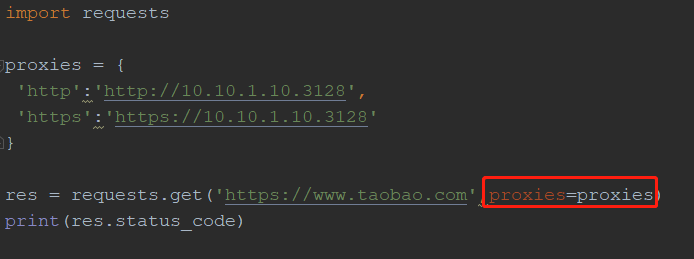 import requests
proxies = {
'http':'http://10.10.1.10.3128',
'https':'https://10.10.1.10.3128'
}
res = requests.get('https://www.taobao.com',proxies=proxies)
print(res.status_code)